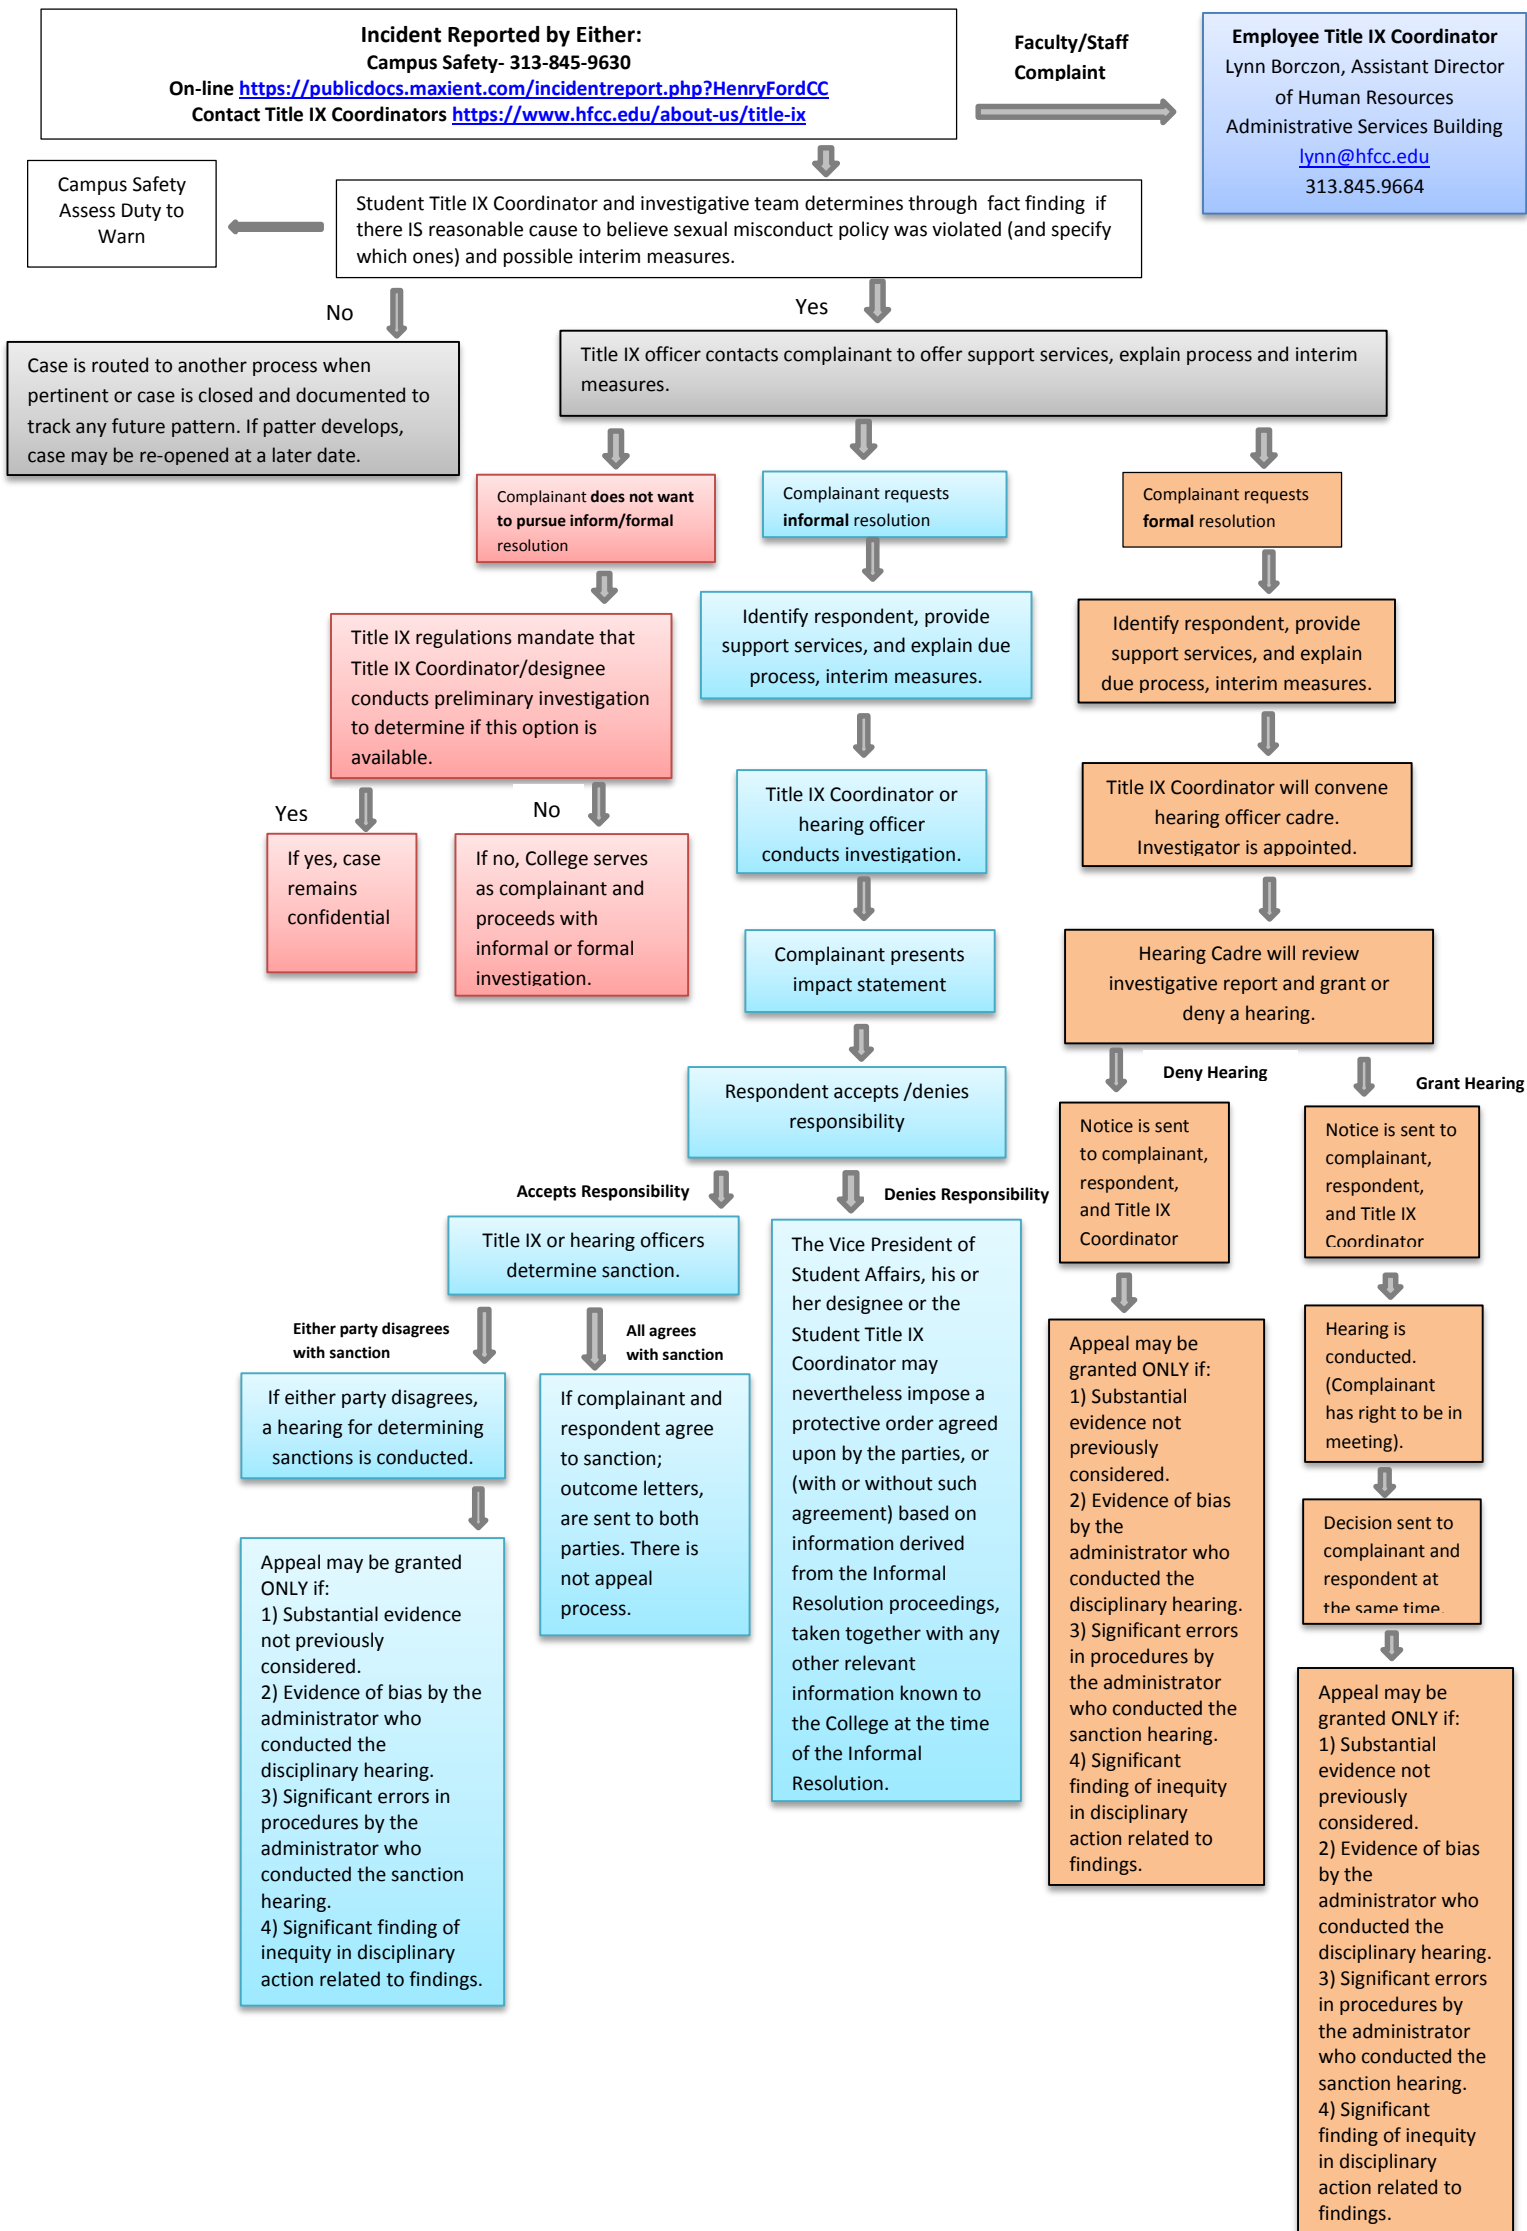 Incident Reported by Either:
Campus Safety- 313-845-9630
On-line https://publicdocs.maxient.com/incidentreport.php?HenryFordCC
Contact Title IX Coordinators https://www.hfcc.edu/about-us/title-ix
Faculty/Staff
Complaint
Employee Title IX Coordinator
Lynn Borczon, Assistant Director
of Human Resources
Administrative Services Building
lynn@hfcc.edu
313.845.9664
Campus Safety
Assess Duty to
Warn
Student Title IX Coordinator and investigative team determines through fact finding if
there IS reasonable cause to believe sexual misconduct policy was violated (and specify
which ones) and possible interim measures.
No
Yes
Case is routed to another process when
pertinent or case is closed and documented to
track any future pattern. If patter develops,
case may be re-opened at a later date.
Title IX officer contacts complainant to offer support services, explain process and interim
measures.
Complainant does not want
to pursue inform/formal
resolution
Complainant requests
informal resolution
Complainant requests
formal resolution
Title IX regulations mandate that
Title IX Coordinator/designee
conducts preliminary investigation
to determine if this option is
available.
Identify respondent, provide
support services, and explain due
process, interim measures.
Identify respondent, provide
support services, and explain
due process, interim measures.
Yes
No
If yes, case
remains
confidential
If no, College serves
as complainant and
proceeds with
informal or formal
investigation.
Title IX Coordinator or
hearing officer
conducts investigation.
Title IX Coordinator will convene
hearing officer cadre.
Investigator is appointed.
Complainant presents
impact statement
Hearing Cadre will review
investigative report and grant or
deny a hearing.
Respondent accepts /denies
responsibility
Deny Hearing
Grant Hearing
Notice is sent
to complainant,
respondent,
and Title IX
Coordinator
Notice is sent to
complainant,
respondent,
and Title IX
Coordinator
Accepts Responsibility
Denies Responsibility
Title IX or hearing officers
determine sanction.
The Vice President of
Student Affairs, his or
her designee or the
Student Title IX
Coordinator may
nevertheless impose a
protective order agreed
upon by the parties, or
(with or without such
agreement) based on
information derived
from the Informal
Resolution proceedings,
taken together with any
other relevant
information known to
the College at the time
of the Informal
Resolution.
Either party disagrees
with sanction
All agrees
with sanction
If either party disagrees,
a hearing for determining
sanctions is conducted.
If complainant and
respondent agree
to sanction;
outcome letters,
are sent to both
parties. There is
not appeal
process.
Appeal may be granted
ONLY if:
1) Substantial evidence
not previously
considered.
2) Evidence of bias by the
administrator who
conducted the
disciplinary hearing.
3) Significant errors in
procedures by the
administrator who
conducted the sanction
hearing.
4) Significant finding of
inequity in disciplinary
action related to findings.
Appeal may be
granted ONLY if:
1) Substantial
evidence not
previously
considered.
2) Evidence of bias
by the
administrator who
conducted the
disciplinary hearing.
3) Significant errors
in procedures by
the administrator
who conducted the
sanction hearing.
4) Significant
finding of inequity
in disciplinary
action related to
findings.
Hearing is
conducted.
(Complainant
has right to be in
meeting).
Decision sent to
complainant and
respondent at
the same time.
Appeal may be
granted ONLY if:
1) Substantial
evidence not
previously
considered.
2) Evidence of bias
by the
administrator who
conducted the
disciplinary hearing.
3) Significant errors
in procedures by
the administrator
who conducted the
sanction hearing.
4) Significant
finding of inequity
in disciplinary
action related to
findings.